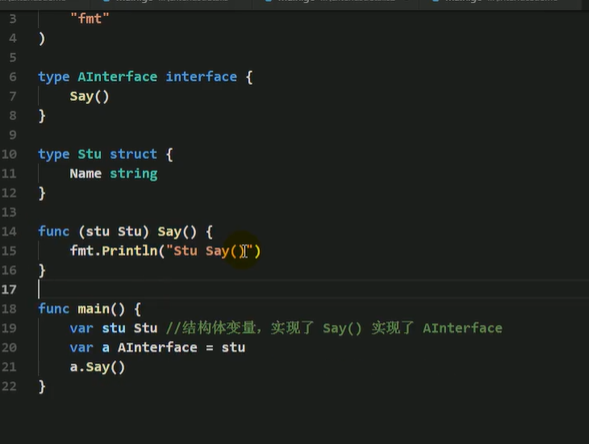 3 "fmt"
4 )
5
6 type AInterface interface {
7 Say()
8 }
9
10 type Stu struct {
11 Name string
12 }
13
14 func (stu Stu) Say() {
15 fmt.Println("Stu Say()")
16 }
17
18 func main() {
19 var stu Stu //结构体变量，实现了 Say() 实现了 AInterface
20 var a AInterface = stu
21 a.Say()
22 }